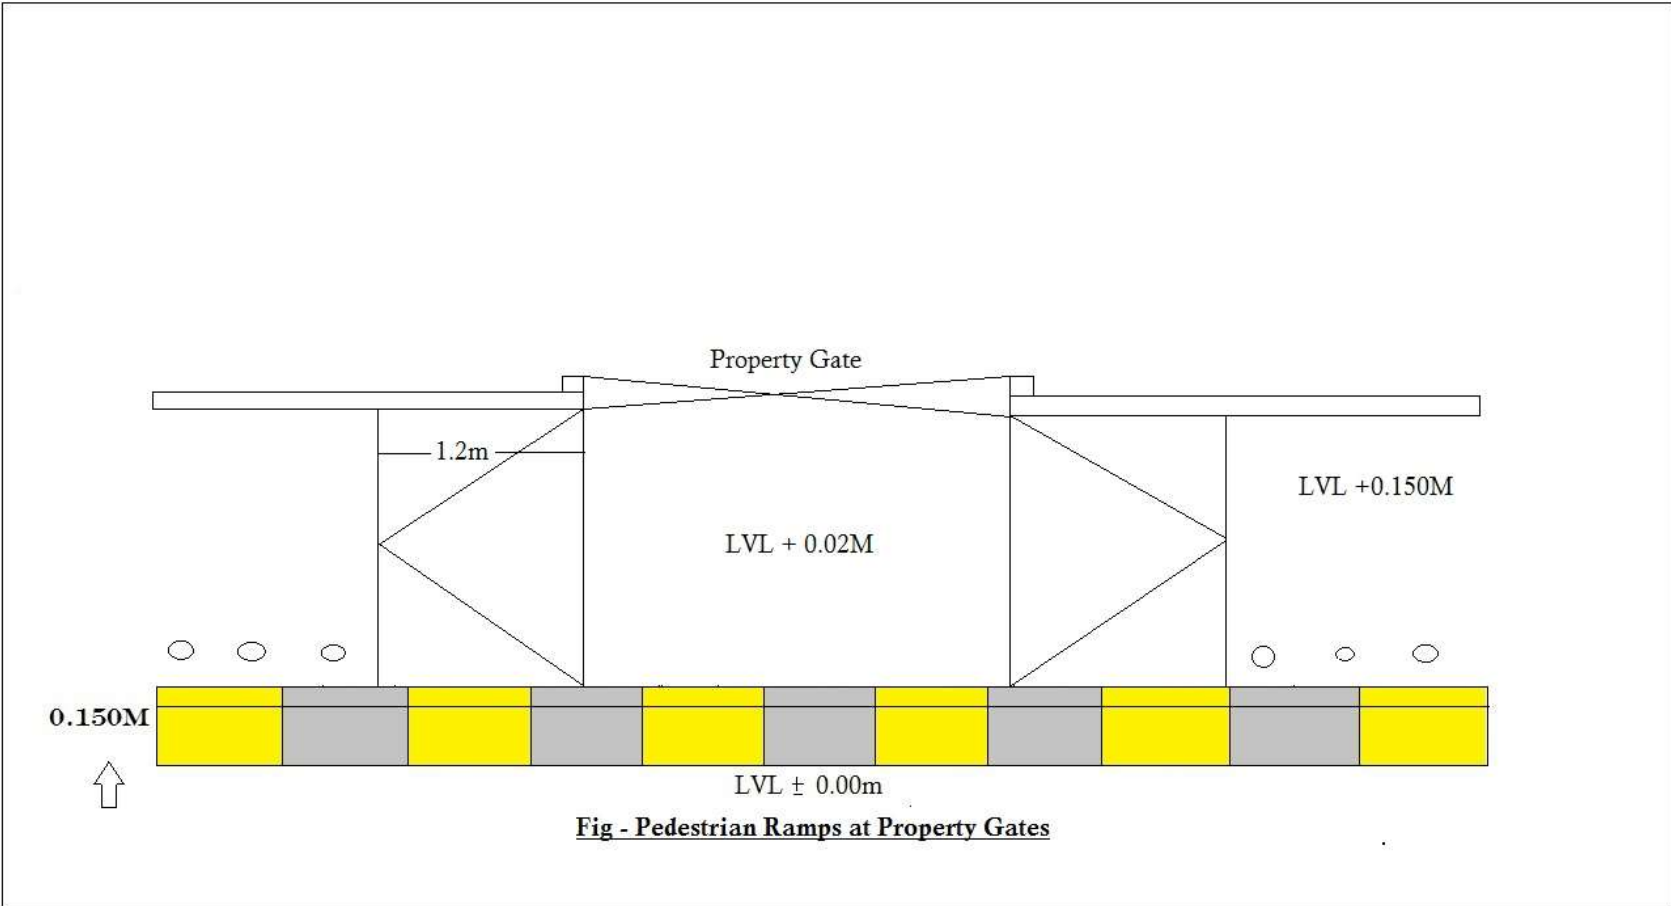 Property Gate
1.2m
LVL +0.150M
LVL + 0.02M
0.150M
LVL ± 0.00m
Fig - Pedestrian Ramps at Property Gates